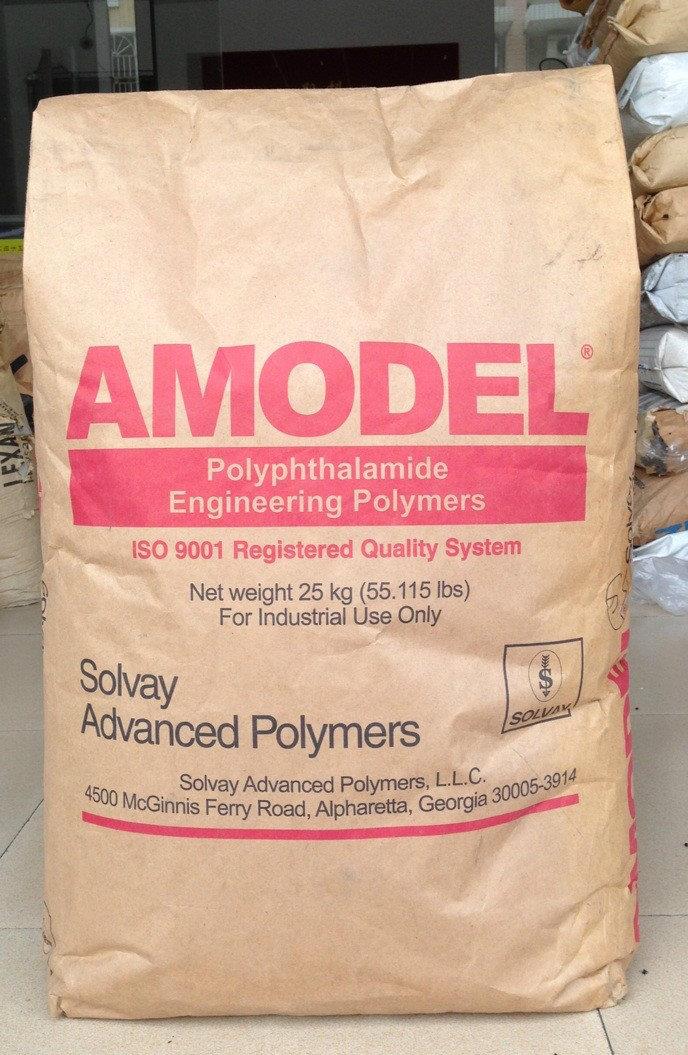 AMODEL®
Polyphthalamide
Engineering Polymers
ISO 9001 Registered Quality System
Net weight 25 kg (55.115 lbs)
For Industrial Use Only
Solvay
Advanced Polymers
SOLVAY
Solvay Advanced Polymers, L.L.C.
4500 McGinnis Ferry Road, Alpharetta, Georgia 30005-3914
LEXAN